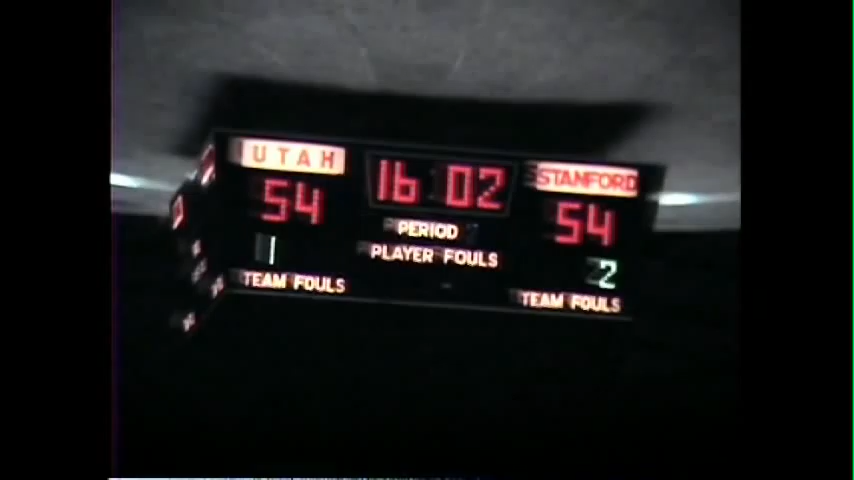 UTAH 16:02 STANFORD
54 54
PERIOD
1 PLAYER FOULS 2
TEAM FOULS TEAM FOULS